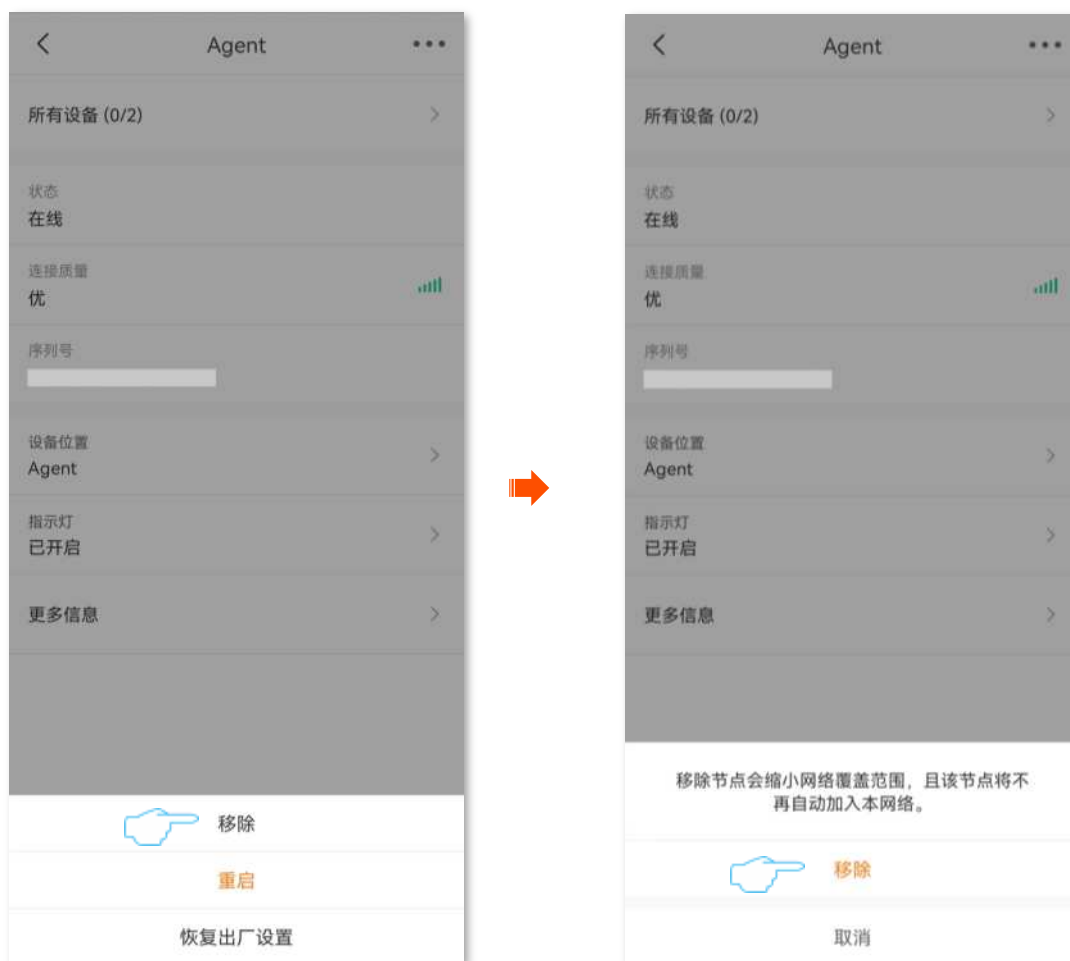 Agent
所有设备 (0/2)
状态
在线
连接质量
优
序列号
设备位置
Agent
指示灯
已开启
更多信息
移除
重启
恢复出厂设置
Agent
所有设备 (0/2)
状态
在线
连接质量
优
序列号
设备位置
Agent
指示灯
已开启
更多信息
移除节点会缩小网络覆盖范围，且该节点将不
再自动加入本网络。
移除
取消